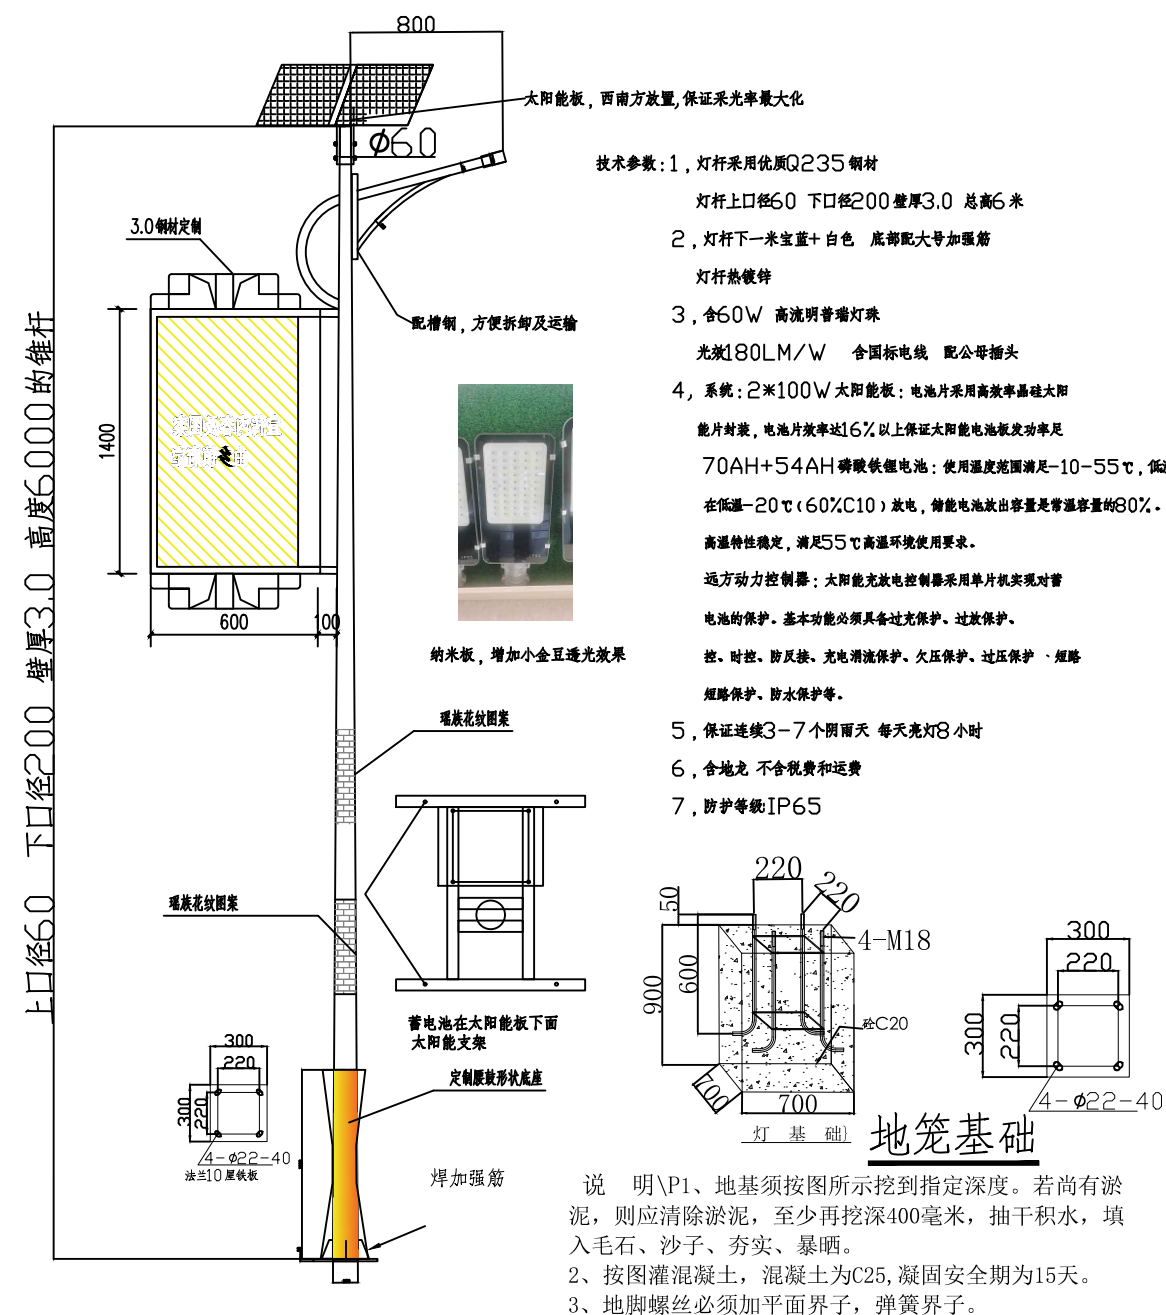 800
太阳能板，西南方放置,保证采光率最大化
ϕ60
3.0钢材定制
配槽钢，方便拆卸及运输
1400
600
100
上口径60 下口径200 壁厚3.0 高度6000的锥杆
纳米板，增加小金豆透光效果
瑶族花纹图案
瑶族花纹图案
蓄电池在太阳能板下面
太阳能支架
定制腰鼓形状底座
焊加强筋
300
220
300
220
4-ϕ22-40
法兰10厘铁板
技术参数:1，灯杆采用优质Q235钢材
灯杆上口径60 下口径200壁厚3.0 总高6米
2，灯杆下一米宝蓝+白色 底部配大号加强筋
灯杆热镀锌
3，含60W 高流明普瑞灯珠
光效180LM/W 含国标电线 配公母插头
4，系统：2*100W太阳能板：电池片采用高效率晶硅太阳
能片封装，电池片效率达16%以上保证太阳能电池板发功率足
70AH+54AH磷酸铁锂电池：使用温度范围满足-10-55℃，低
在低温-20℃(60%C10)放电，储能电池放出容量是常温容量的80%。
高温特性稳定，满足55℃高温环境使用要求。
远方动力控制器：太阳能充放电控制器采用单片机实现对蓄
电池的保护。基本功能必须具备过充保护、过放保护、
控、时控、防反接、充电涓流保护、欠压保护、过压保护 、短路
短路保护、防水保护等。
5，保证连续3-7个阴雨天 每天亮灯8小时
6，含地龙 不含税费和运费
7，防护等级IP65
220
220
50
4-M18
600
900
砼C20
700
700
灯 基 础}
地笼基础
300
220
300
220
4-ϕ22-40
说 明\P1、地基须按图所示挖到指定深度。若尚有淤
泥，则应清除淤泥，至少再挖深400毫米，抽干积水，填
入毛石、沙子、夯实、暴晒。
2、按图灌混凝土，混凝土为C25,凝固安全期为15天。
3、地脚螺丝必须加平面界子，弹簧界子。